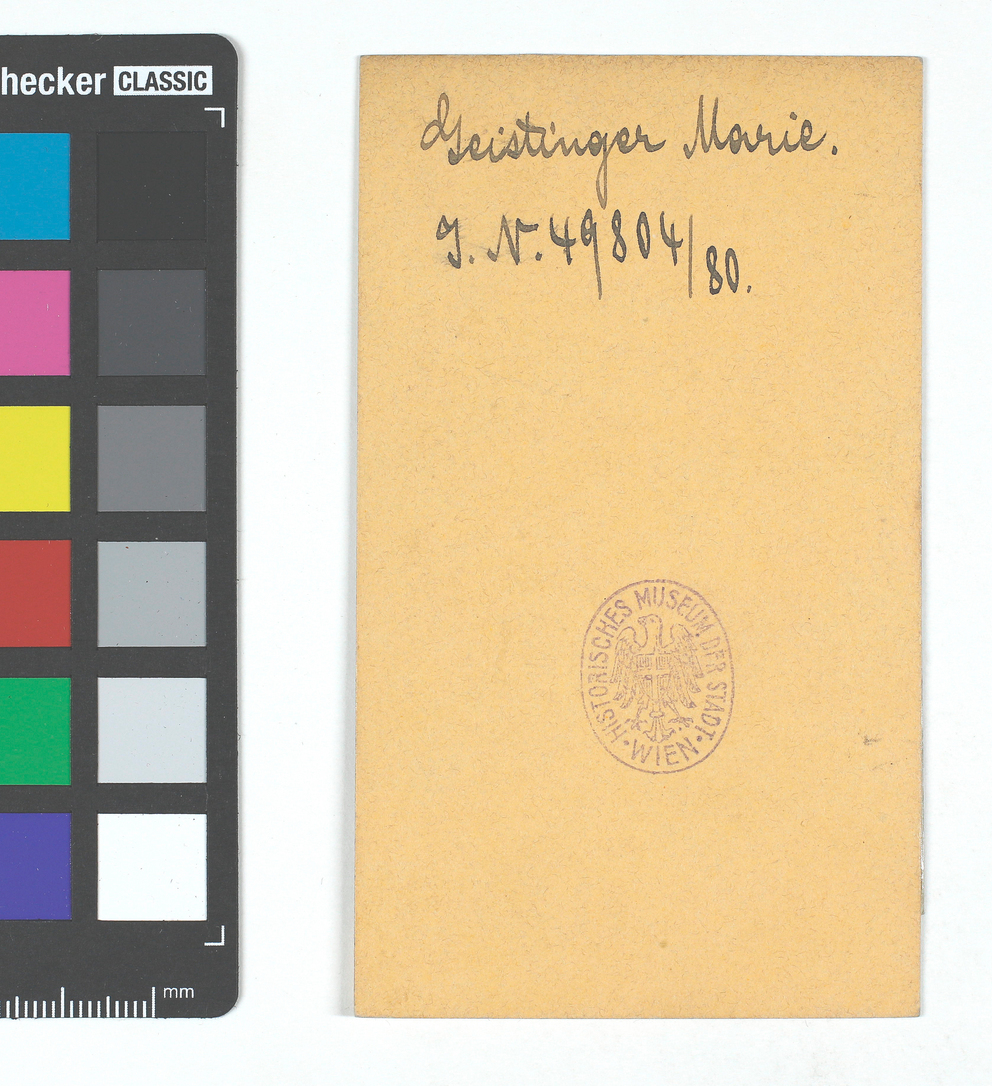 hecker CLASSIC
Geistinger Marie.
I. N. 49804/80.
HISTORISCHES MUSEUM DER STADT
• WIEN •
mm